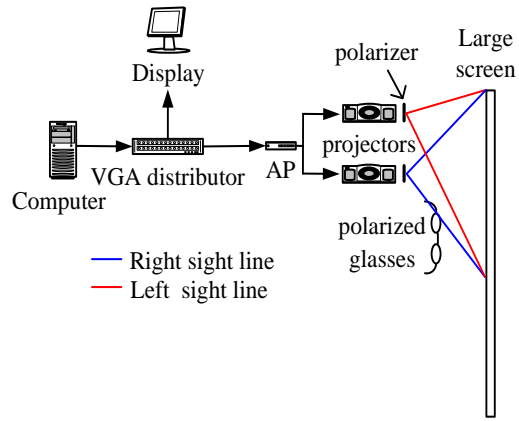 Display
polarizer
Large
screen
projectors
AP
VGA distributor
Computer
polarized
glasses
Right sight line
Left sight line